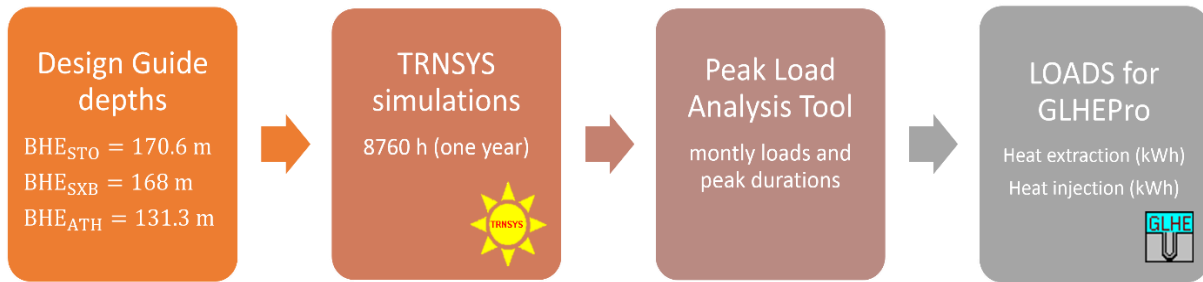 Design Guide
depths
BHE_STO = 170.6 m
BHE_SXB = 168 m
BHE_ATH = 131.3 m
TRNSYS
simulations
8760 h (one year)
TRNSYS
Peak Load
Analysis Tool
montly loads and
peak durations
LOADS for
GLHEPro
Heat extraction (kWh)
Heat injection (kWh)
GLHE